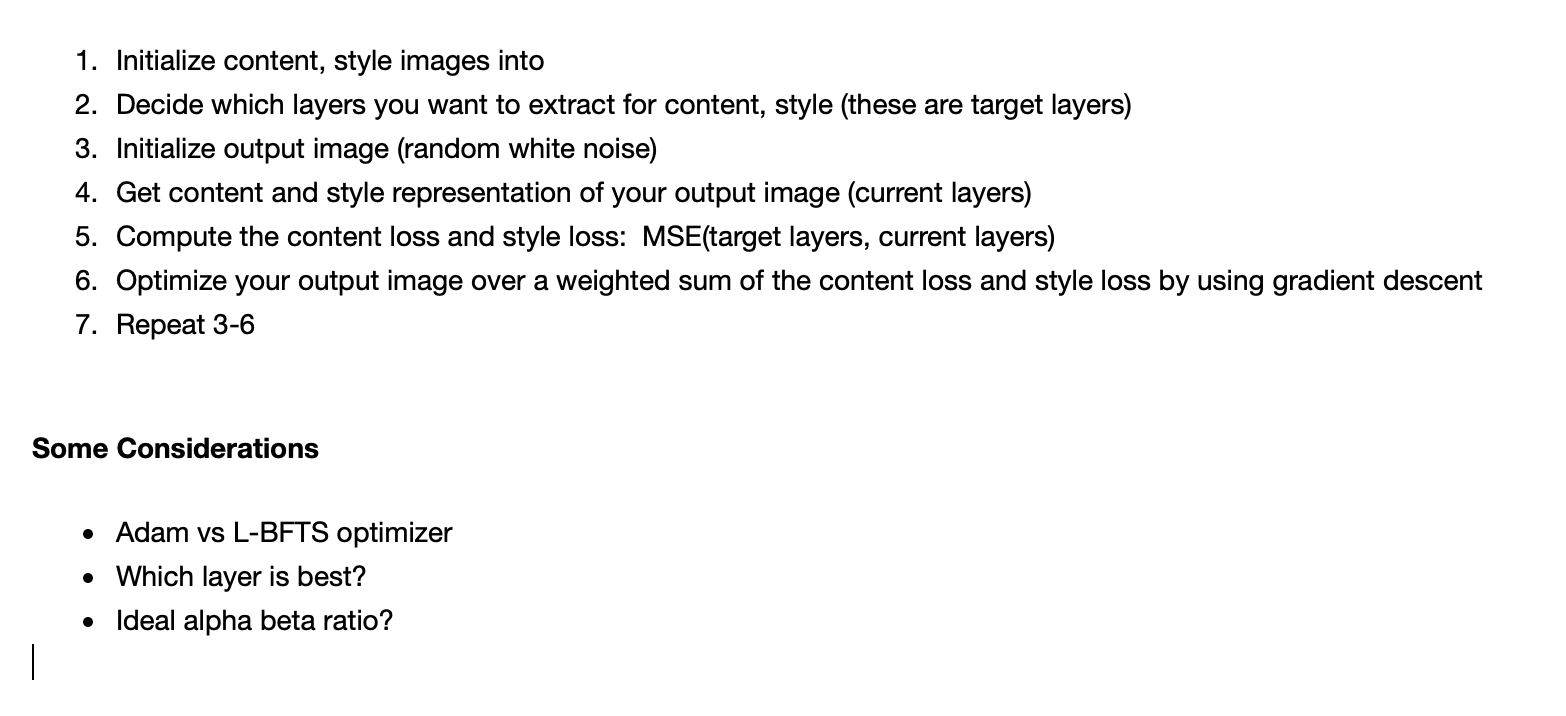 1. Initialize content, style images into
2. Decide which layers you want to extract for content, style (these are target layers)
3. Initialize output image (random white noise)
4. Get content and style representation of your output image (current layers)
5. Compute the content loss and style loss:  MSE(target layers, current layers)
6. Optimize your output image over a weighted sum of the content loss and style loss by using gradient descent
7. Repeat 3-6
Some Considerations
• Adam vs L-BFTS optimizer
• Which layer is best?
• Ideal alpha beta ratio?